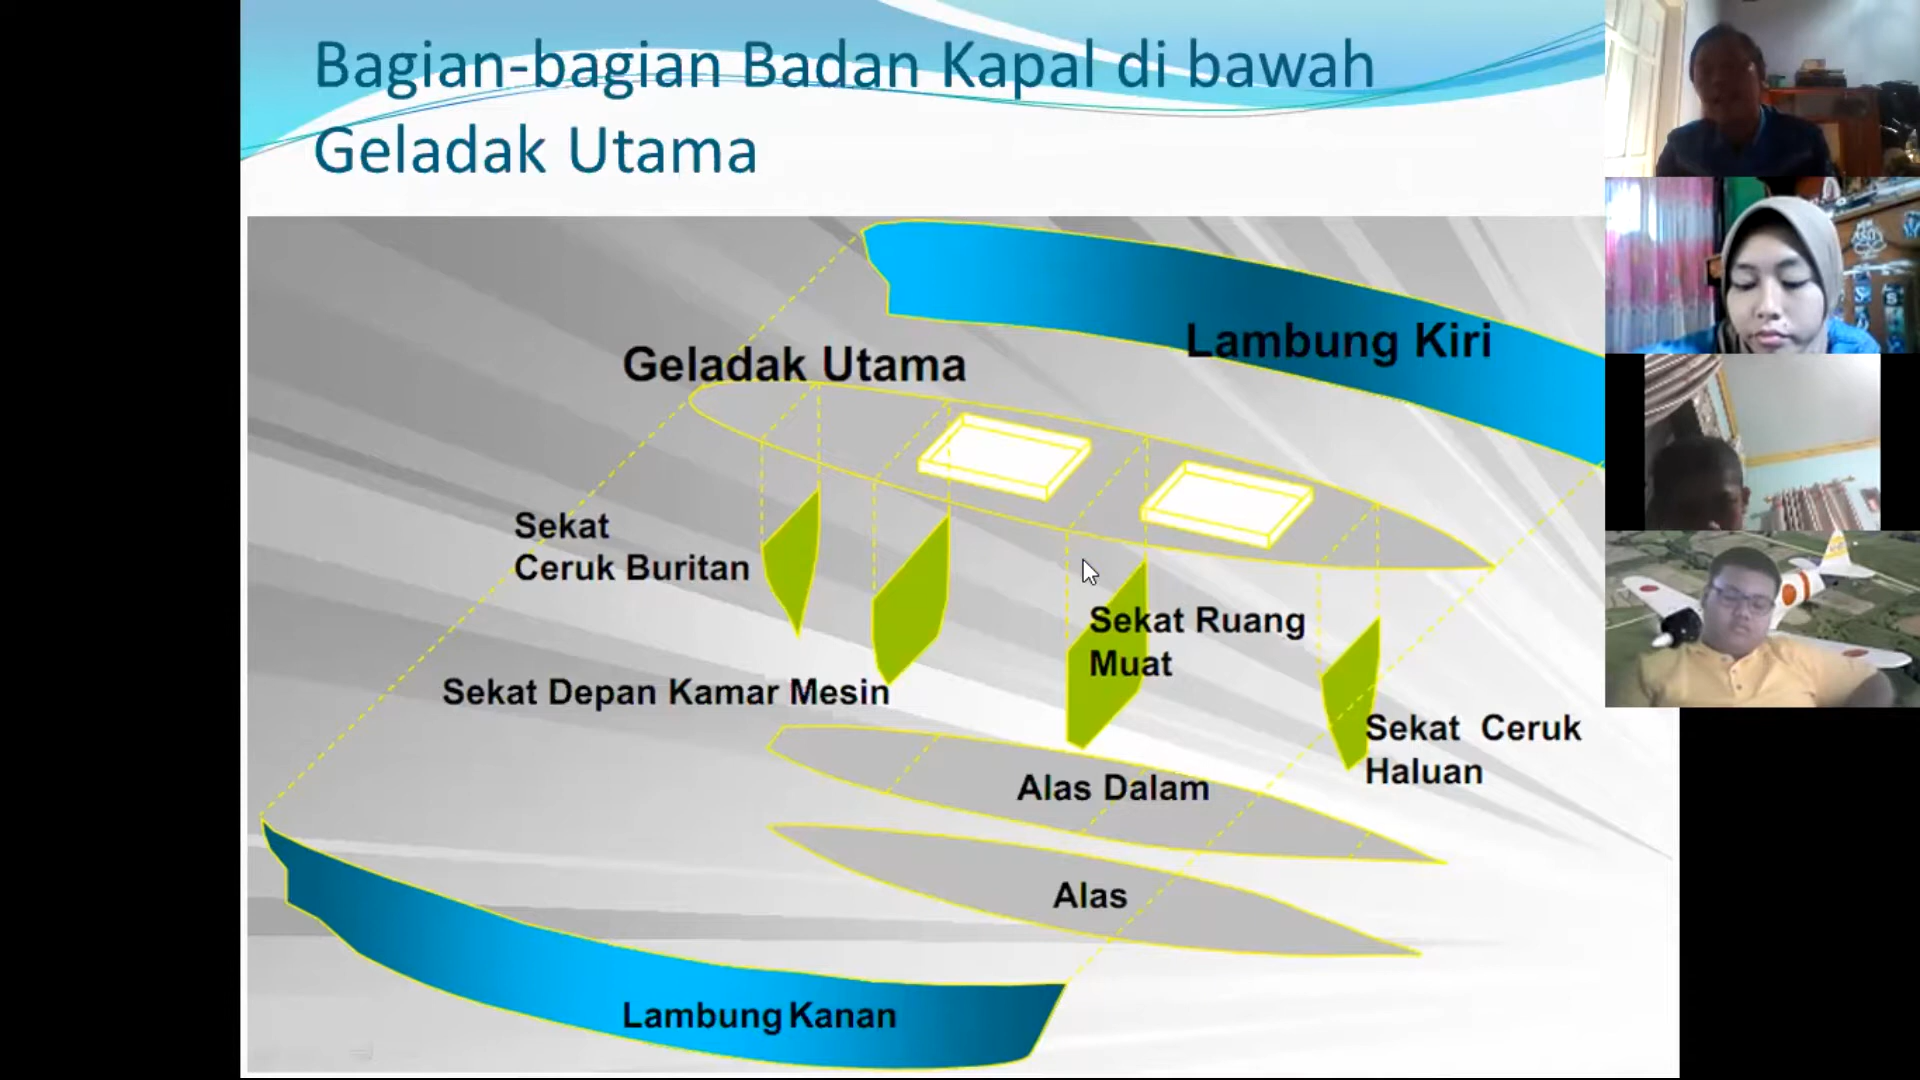 Bagian-bagian Badan Kapal di bawah
Geladak Utama
Lambung Kiri
Geladak Utama
Sekat
Ceruk Buritan
Sekat Ruang
Muat
Sekat Depan Kamar Mesin
Sekat Ceruk
Haluan
Alas Dalam
Alas
Lambung Kanan